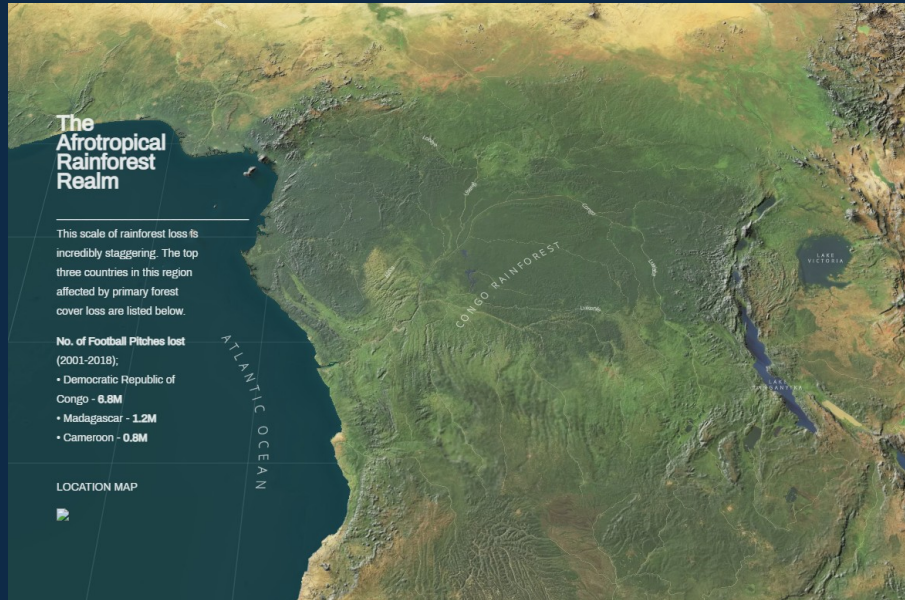 The
Afrotropical
Rainforest
Realm
This scale of rainforest loss is
incredibly staggering. The top
three countries in this region
affected by primary forest
cover loss are listed below.
No. of Football Pitches lost
(2001-2018);
• Democratic Republic of
Congo - 6.8M
• Madagascar - 1.2M
• Cameroon - 0.8M
LOCATION MAP
ATLANTIC OCEAN
CONGO RAINFOREST
Congo
LAKE
VICTORIA
LAKE
TANGANYIKA